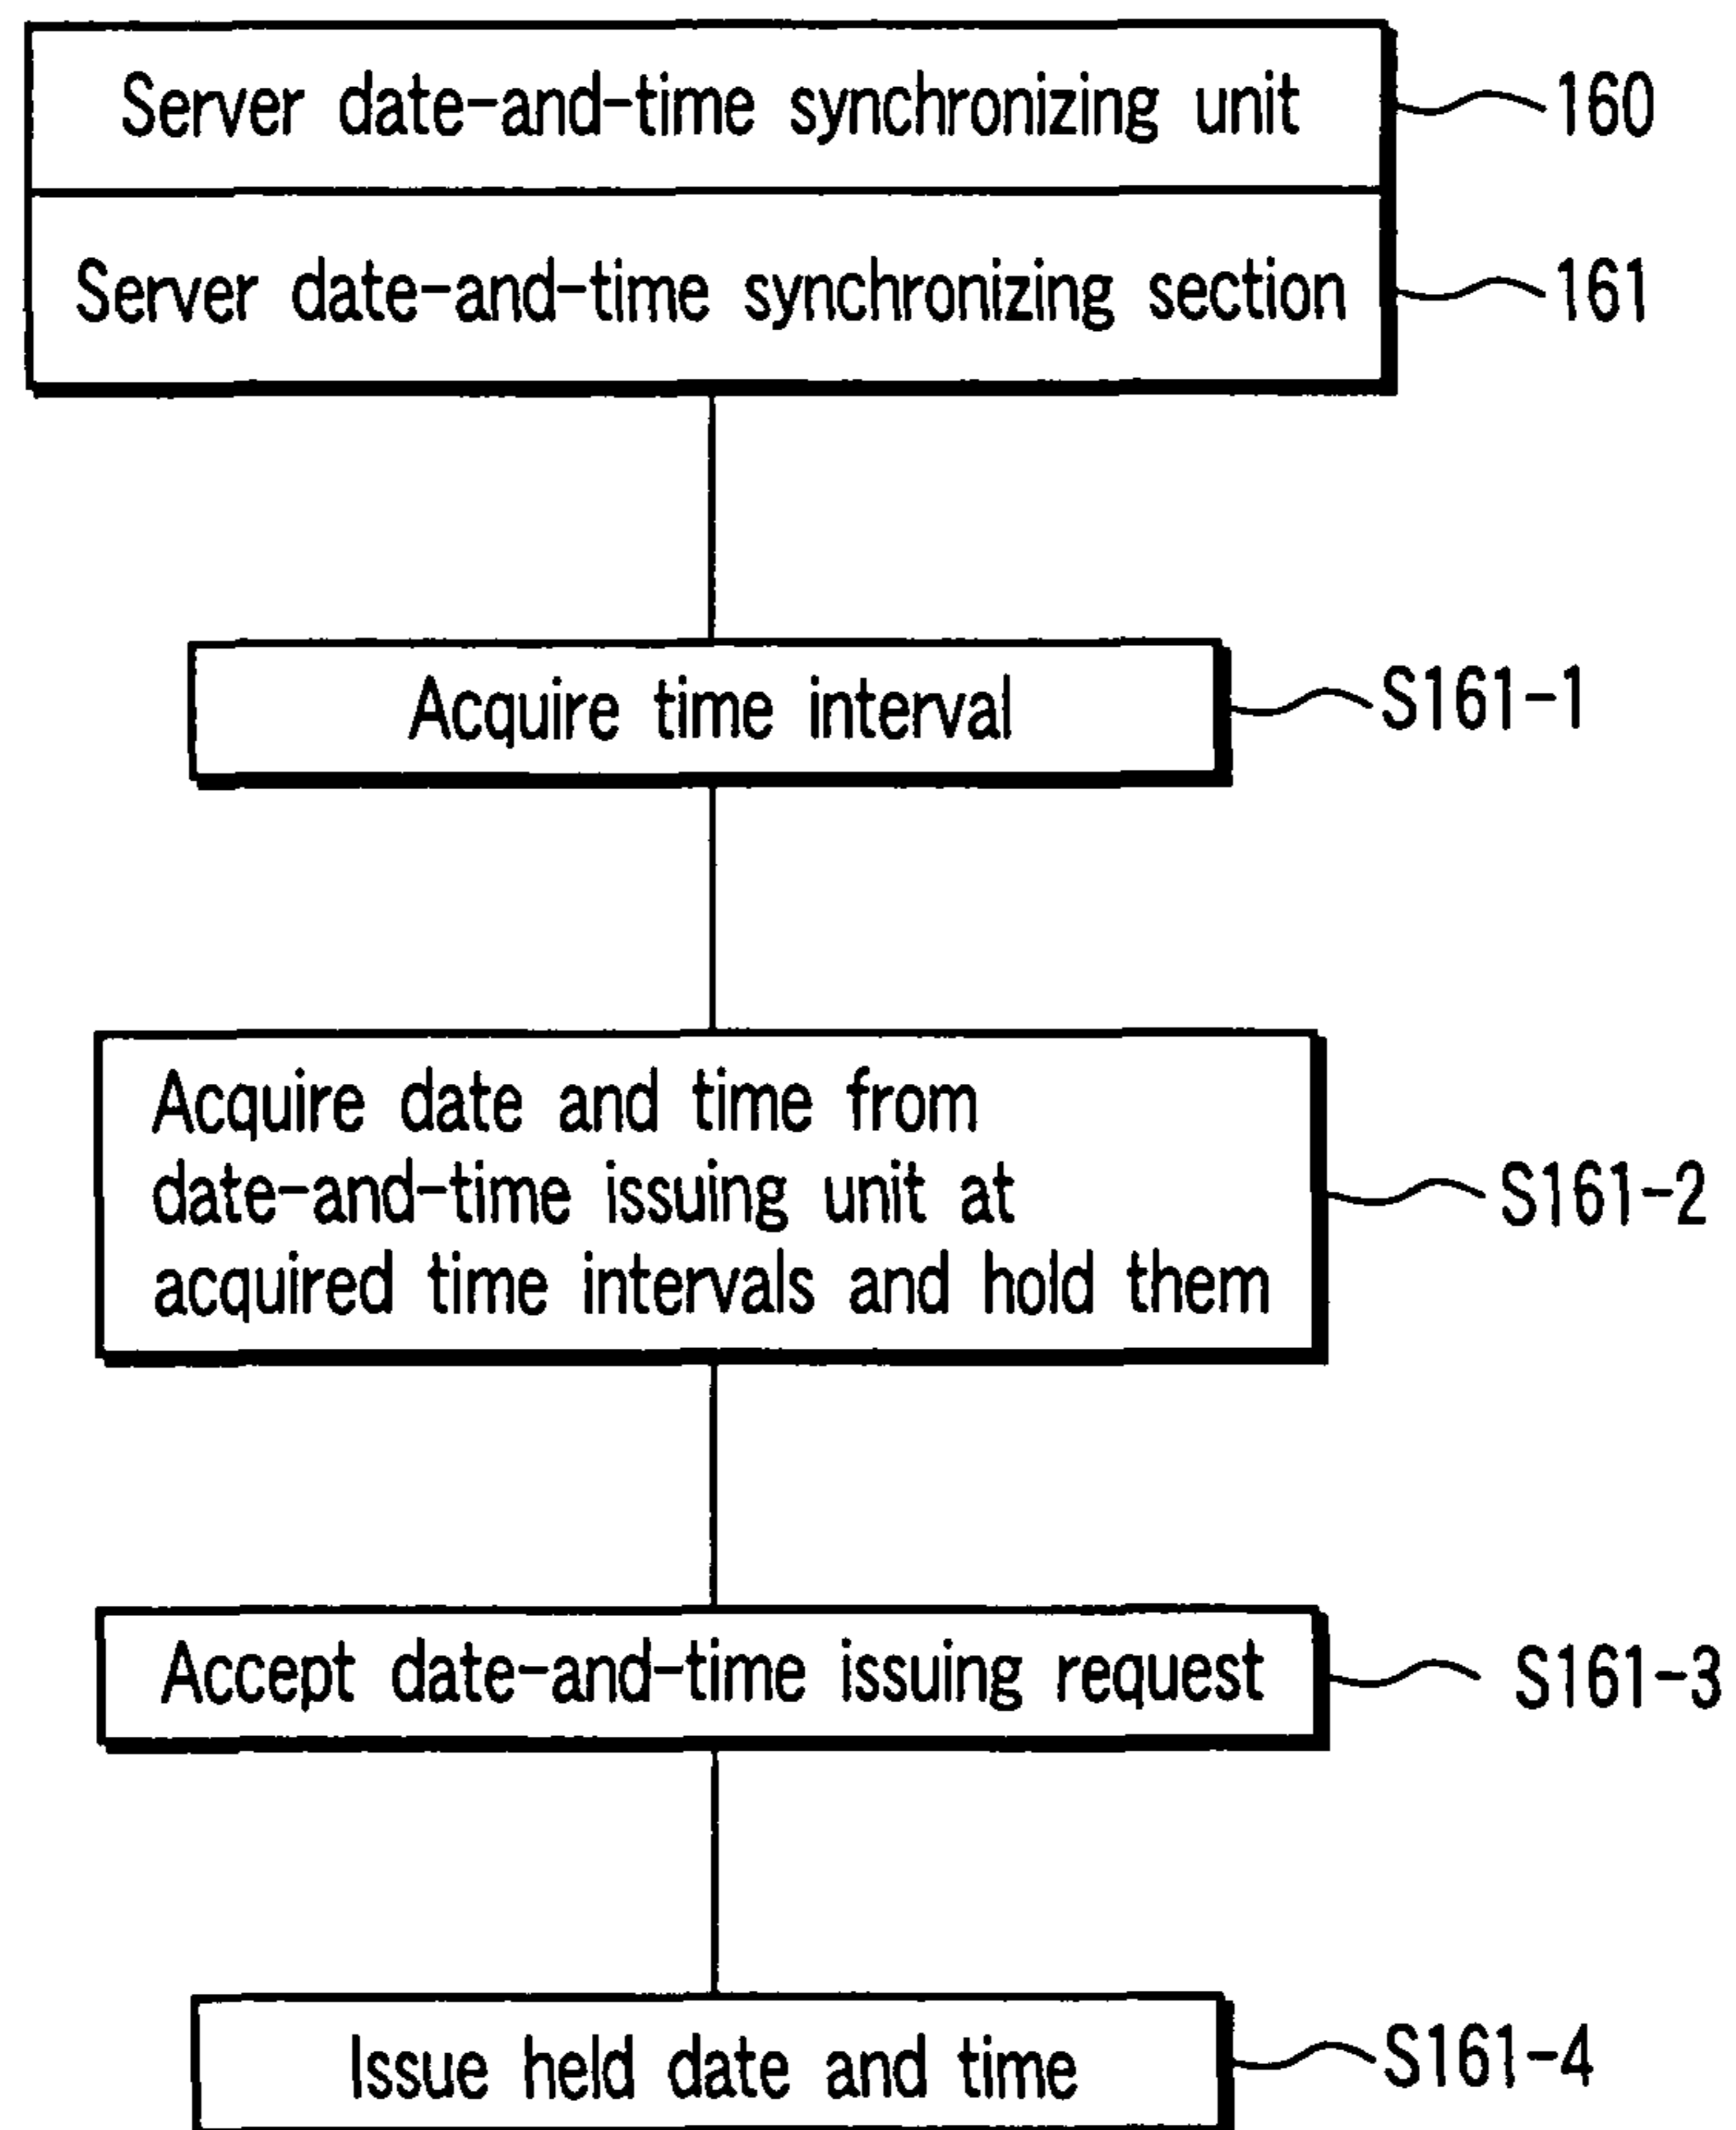 Server date-and-time synchronizing unit 160
Server date-and-time synchronizing section 161
Acquire time interval S161-1
Acquire date and time from
date-and-time issuing unit at S161-2
acquired time intervals and hold them
Accept date-and-time issuing request S161-3
Issue held date and time S161-4